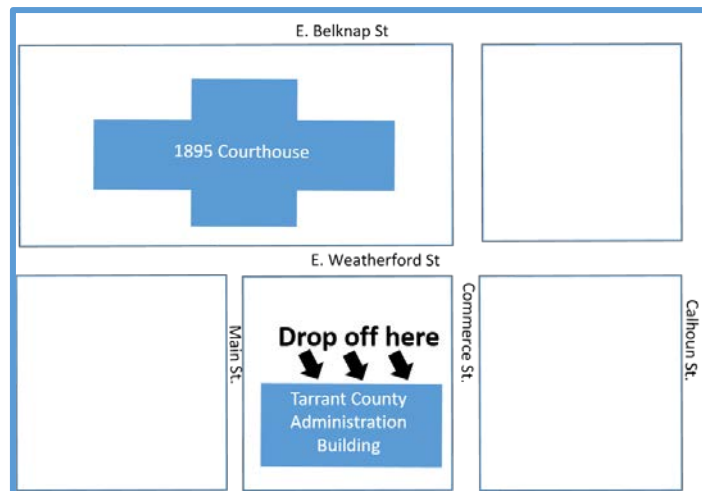 E. Belknap St
1895 Courthouse
E. Weatherford St
Main St.
Drop off here
Commerce St.
Calhoun St.
Tarrant County
Administration
Building